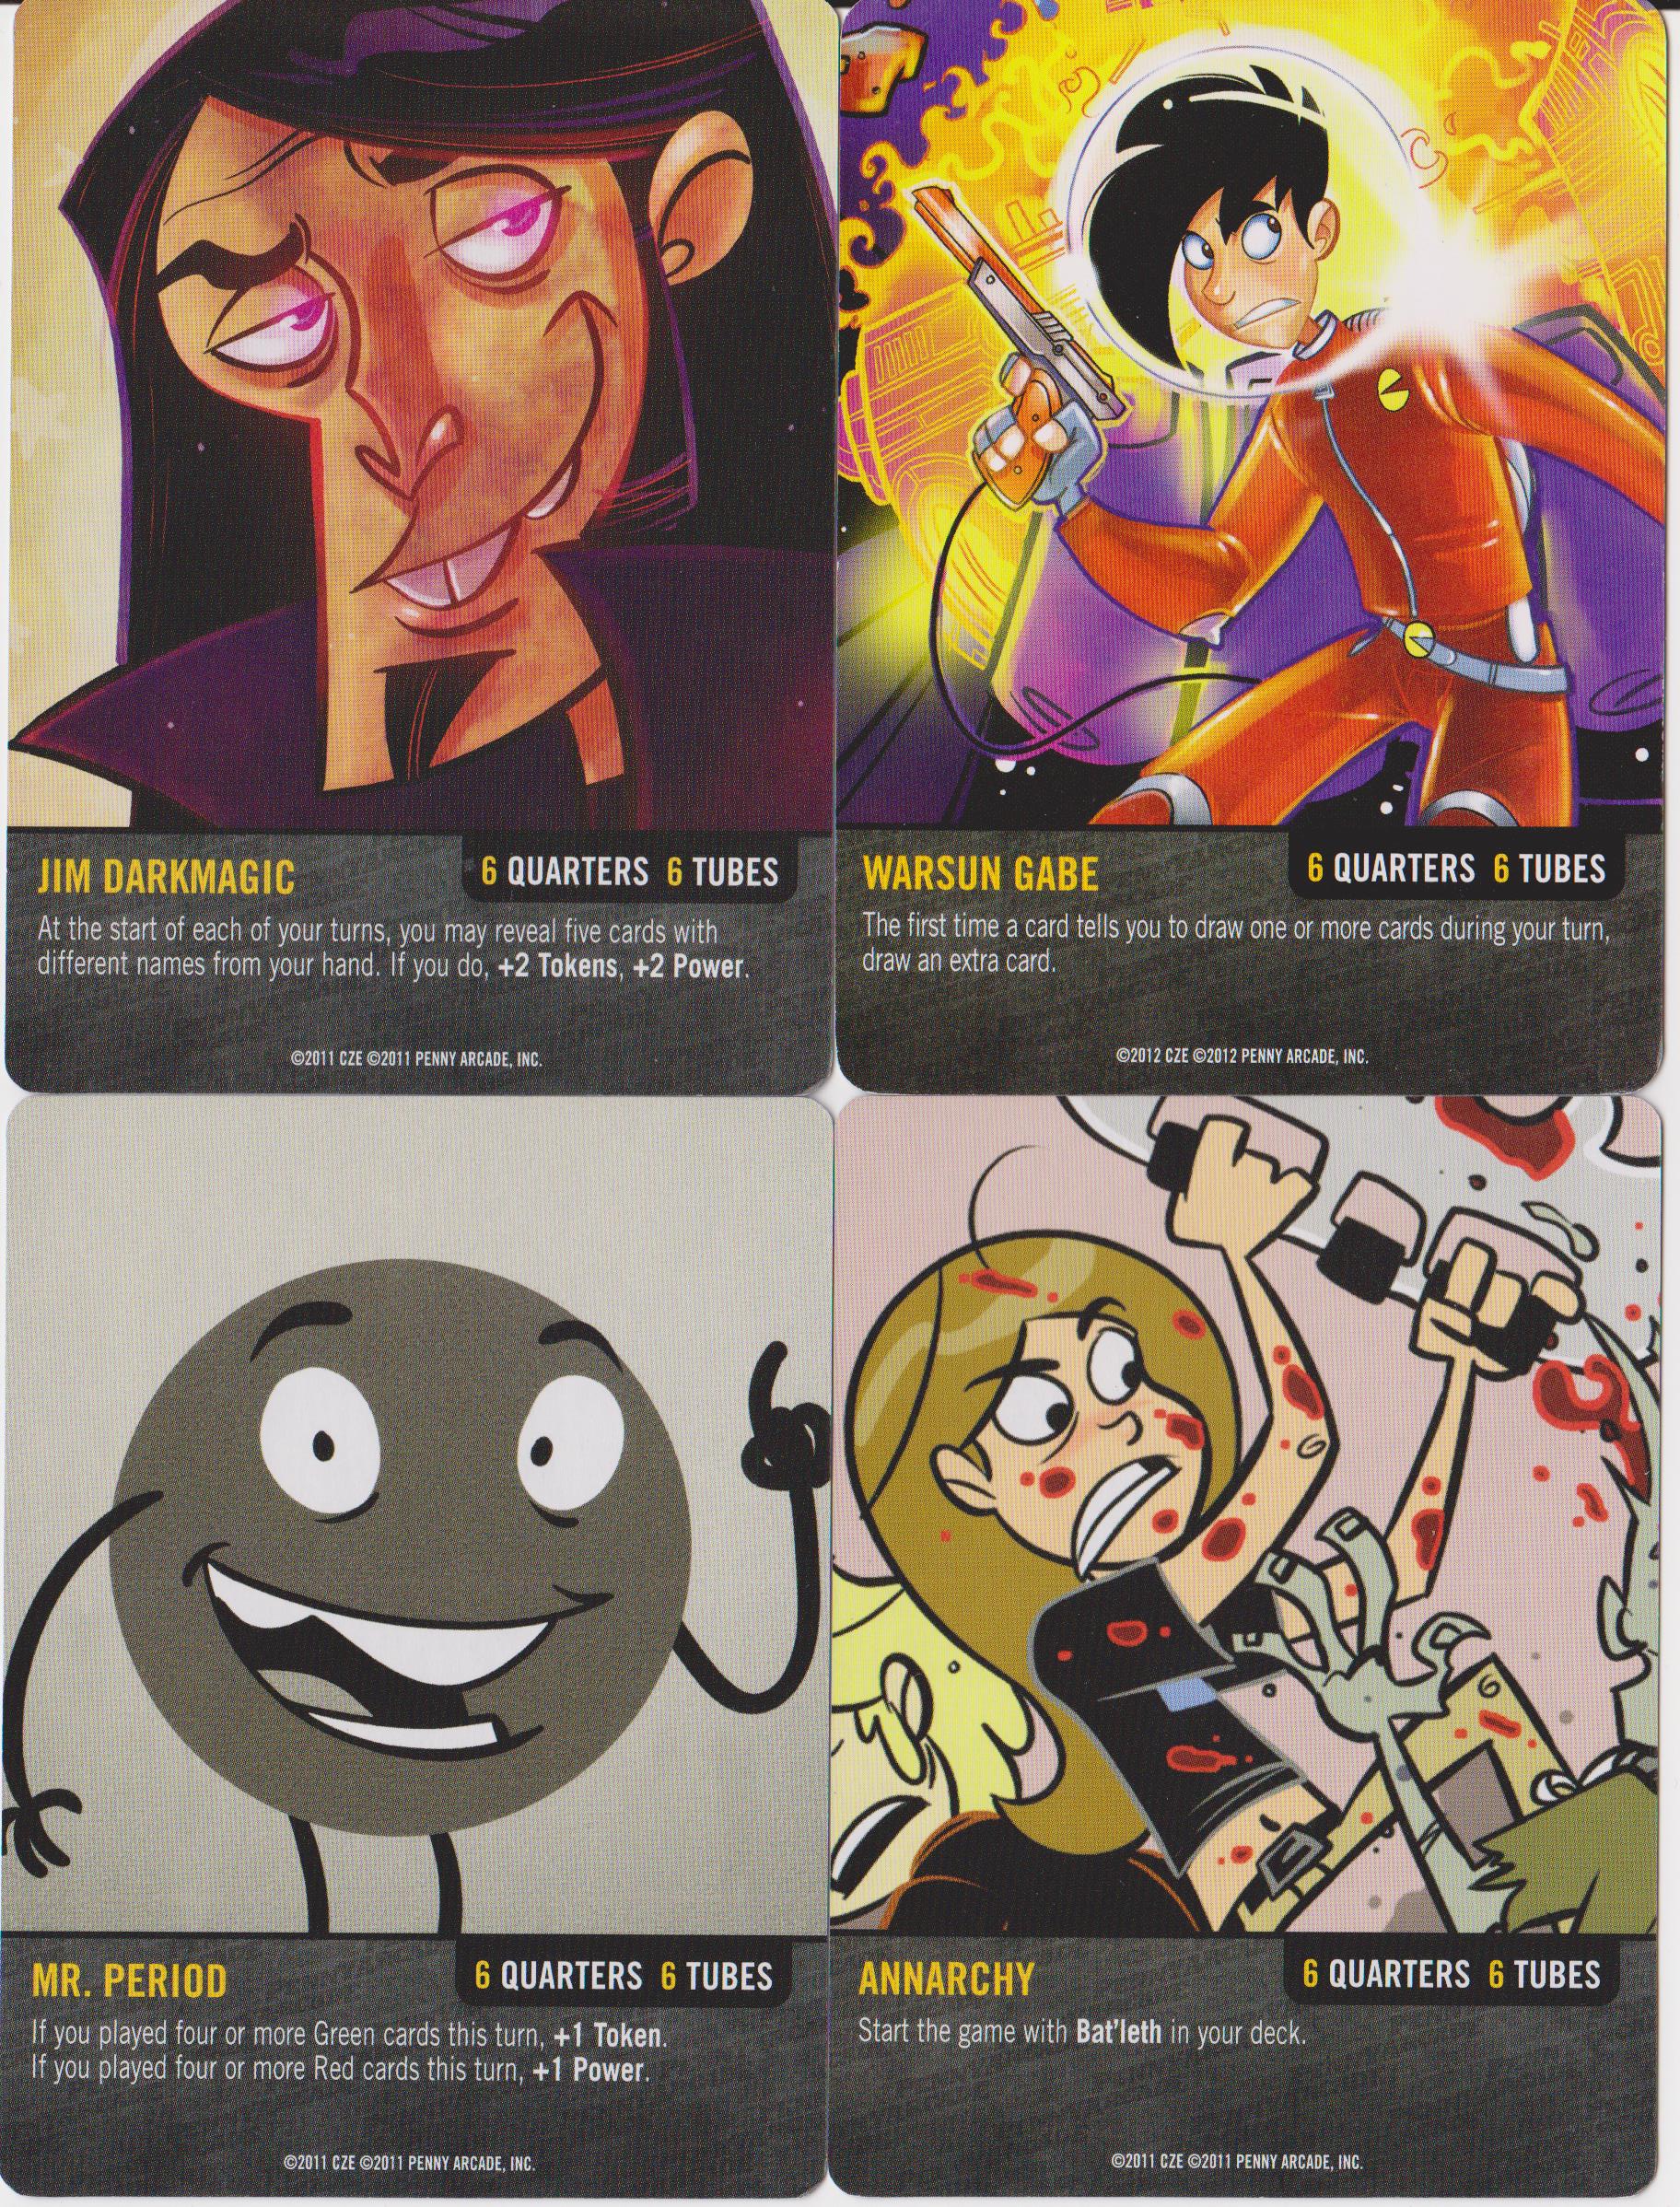 JIM DARKMAGIC
6 QUARTERS 6 TUBES
At the start of each of your turns, you may reveal five cards with
different names from your hand. If you do, +2 Tokens, +2 Power.
©2011 CZE ©2011 PENNY ARCADE, INC.
WARSUN GABE
6 QUARTERS 6 TUBES
The first time a card tells you to draw one or more cards during your turn,
draw an extra card.
©2012 CZE ©2012 PENNY ARCADE, INC.
MR. PERIOD
6 QUARTERS 6 TUBES
If you played four or more Green cards this turn, +1 Token.
If you played four or more Red cards this turn, +1 Power.
©2011 CZE ©2011 PENNY ARCADE, INC.
ANNARCHY
6 QUARTERS 6 TUBES
Start the game with Bat'leth in your deck.
©2011 CZE ©2011 PENNY ARCADE, INC.